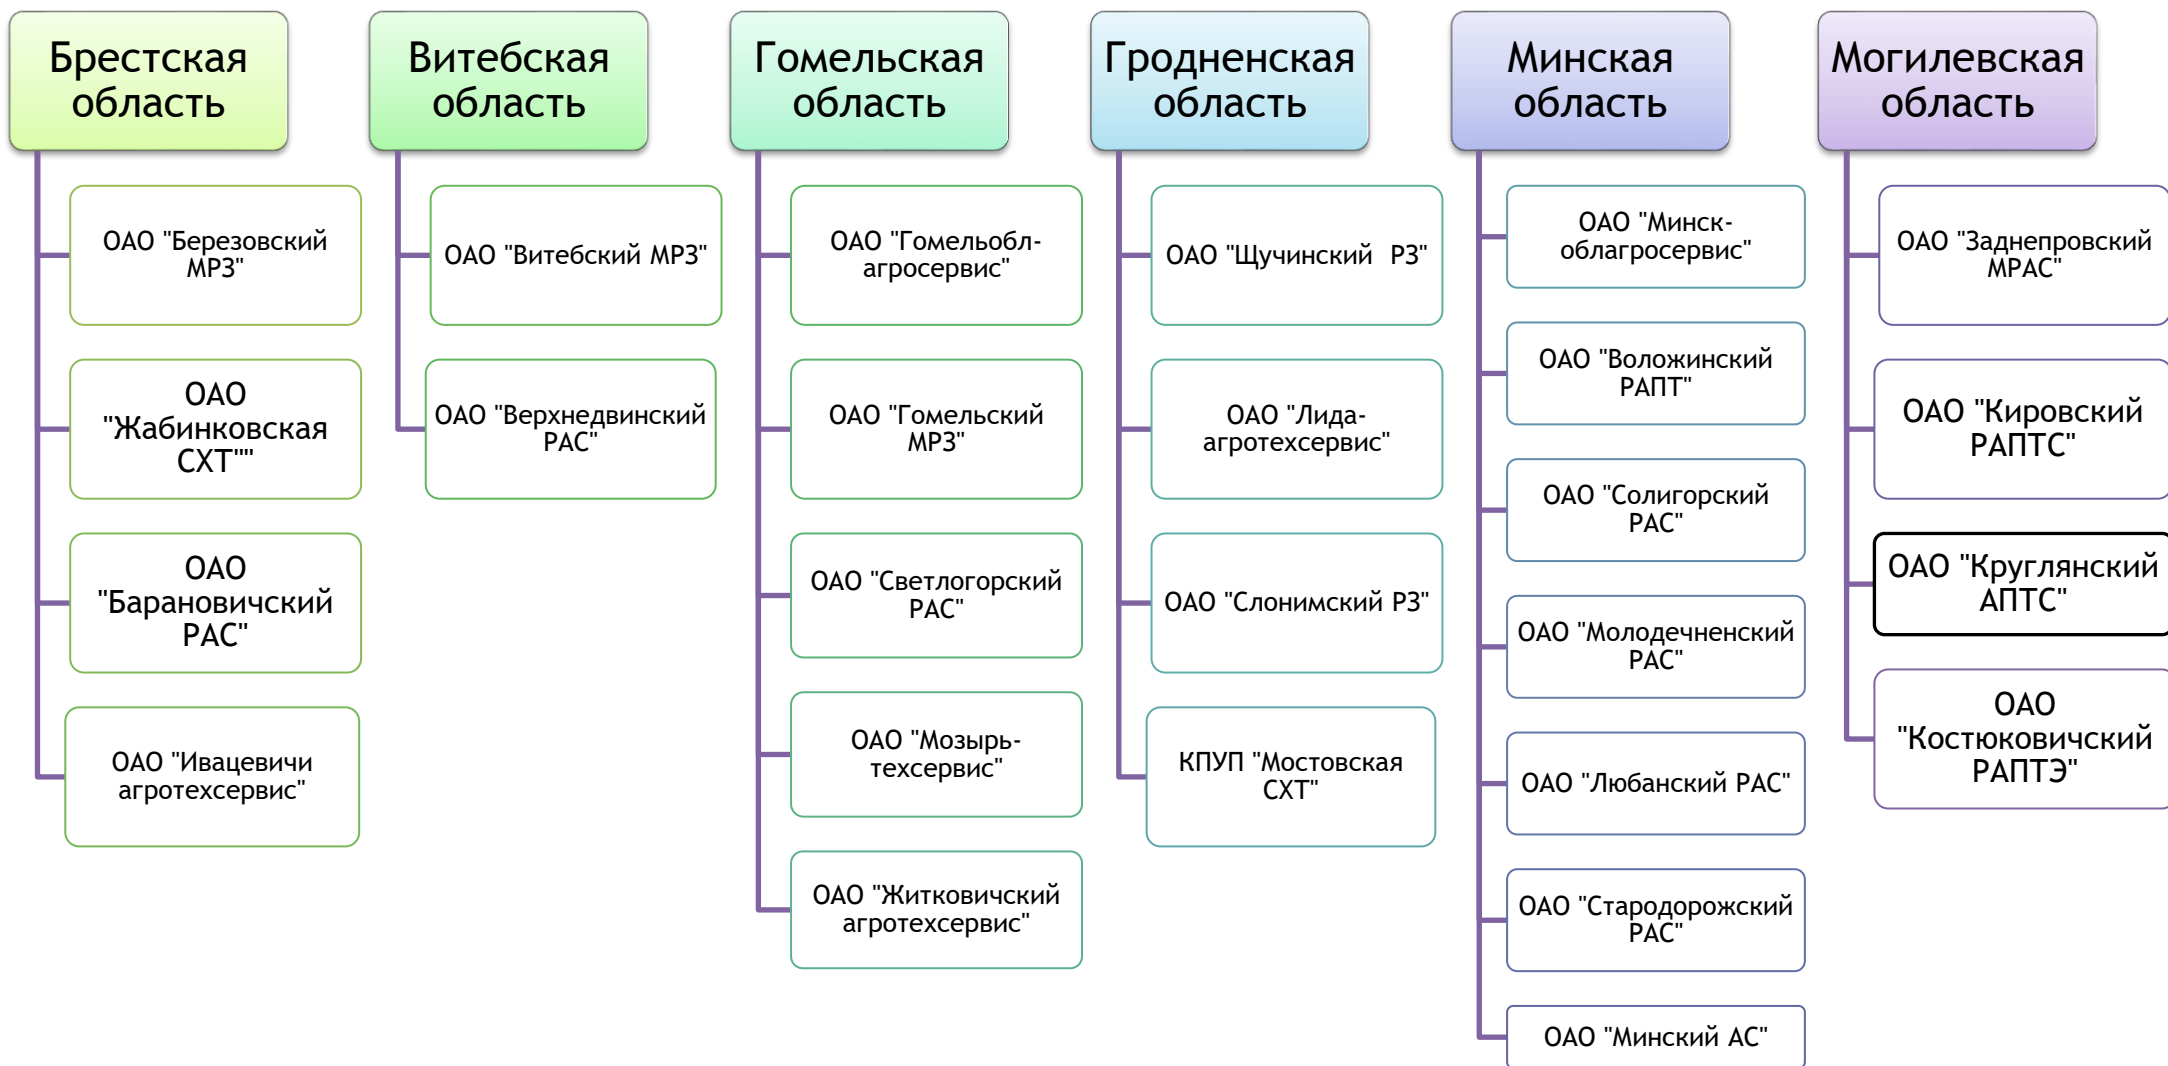 Брестская
область
ОАО "Березовский
МРЗ"
ОАО
"Жабинковская
СХТ""
ОАО
"Барановичский
РАС"
ОАО "Ивацевичи
агротехсервис"
Витебская
область
ОАО "Витебский МРЗ"
ОАО "Верхнедвинский
РАС"
Гомельская
область
ОАО "Гомельобл-
агросервис"
ОАО "Гомельский
МРЗ"
ОАО "Светлогорский
РАС"
ОАО "Мозырь-
техсервис"
ОАО "Житковичский
агротехсервис"
Гродненская
область
ОАО "Щучинский РЗ"
ОАО "Лида-
агротехсервис"
ОАО "Слонимский РЗ"
КПУП "Мостовская
СХТ"
Минская
область
ОАО "Минск-
облагросервис"
ОАО "Воложинский
РАПТ"
ОАО "Солигорский
РАС"
ОАО "Молодечненский
РАС"
ОАО "Любанский РАС"
ОАО "Стародорожский
РАС"
ОАО "Минский АС"
Могилевская
область
ОАО "Заднепровский
МРАС"
ОАО "Кировский
РАПТС"
ОАО "Круглянский
АПТС"
ОАО
"Костюковичский
РАПТЭ"